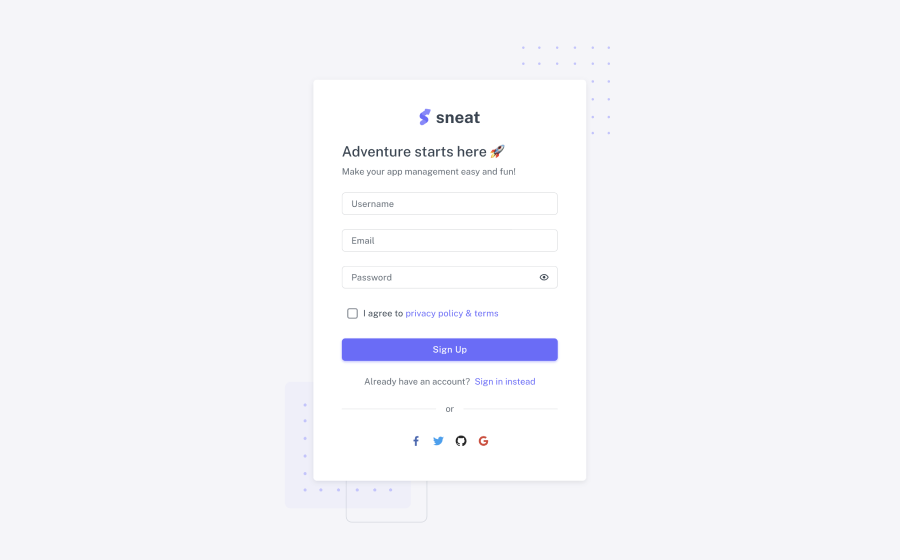 sneat
Adventure starts here 🚀
Make your app management easy and fun!
Username
Email
Password
I agree to privacy policy & terms
Sign Up
Already have an account? Sign in instead
or